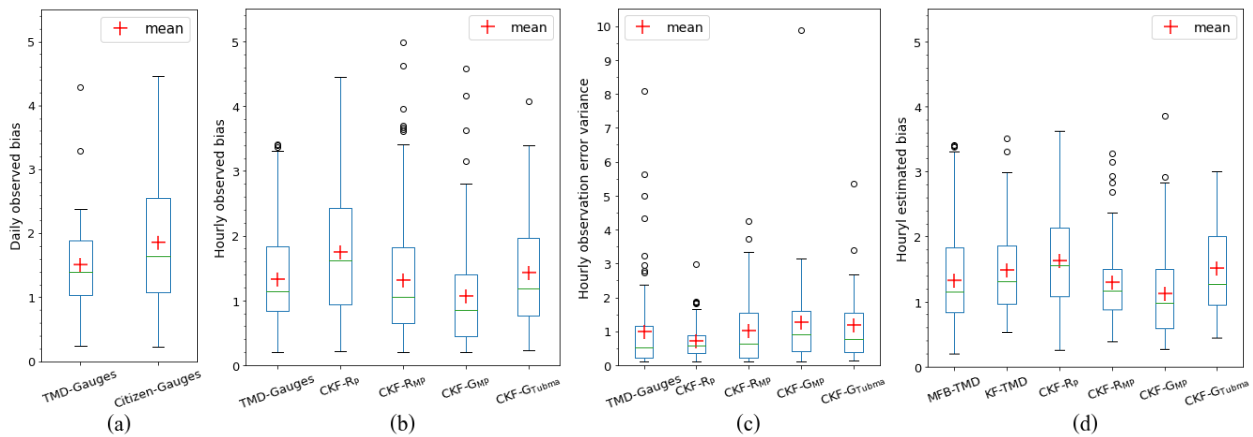 mean
5
4
3
2
1
0
Daily observed bias
TMD-Gauges
Citizen-Gauges
(a)
mean
5
4
3
2
1
0
Hourly observed bias
TMD-Gauges
CKF-RP
CKF-RMP
CKF-GMP
CKF-GTubma
(b)
mean
10
9
8
7
6
5
4
3
2
1
0
Hourly observation error variance
TMD-Gauges
CKF-RP
CKF-RMP
CKF-GMP
CKF-GTubma
(c)
mean
5
4
3
2
1
0
Houryl estimated bias
MFB-TMD
KF-TMD
CKF-RP
CKF-RMP
CKF-GMP
CKF-GTubma
(d)